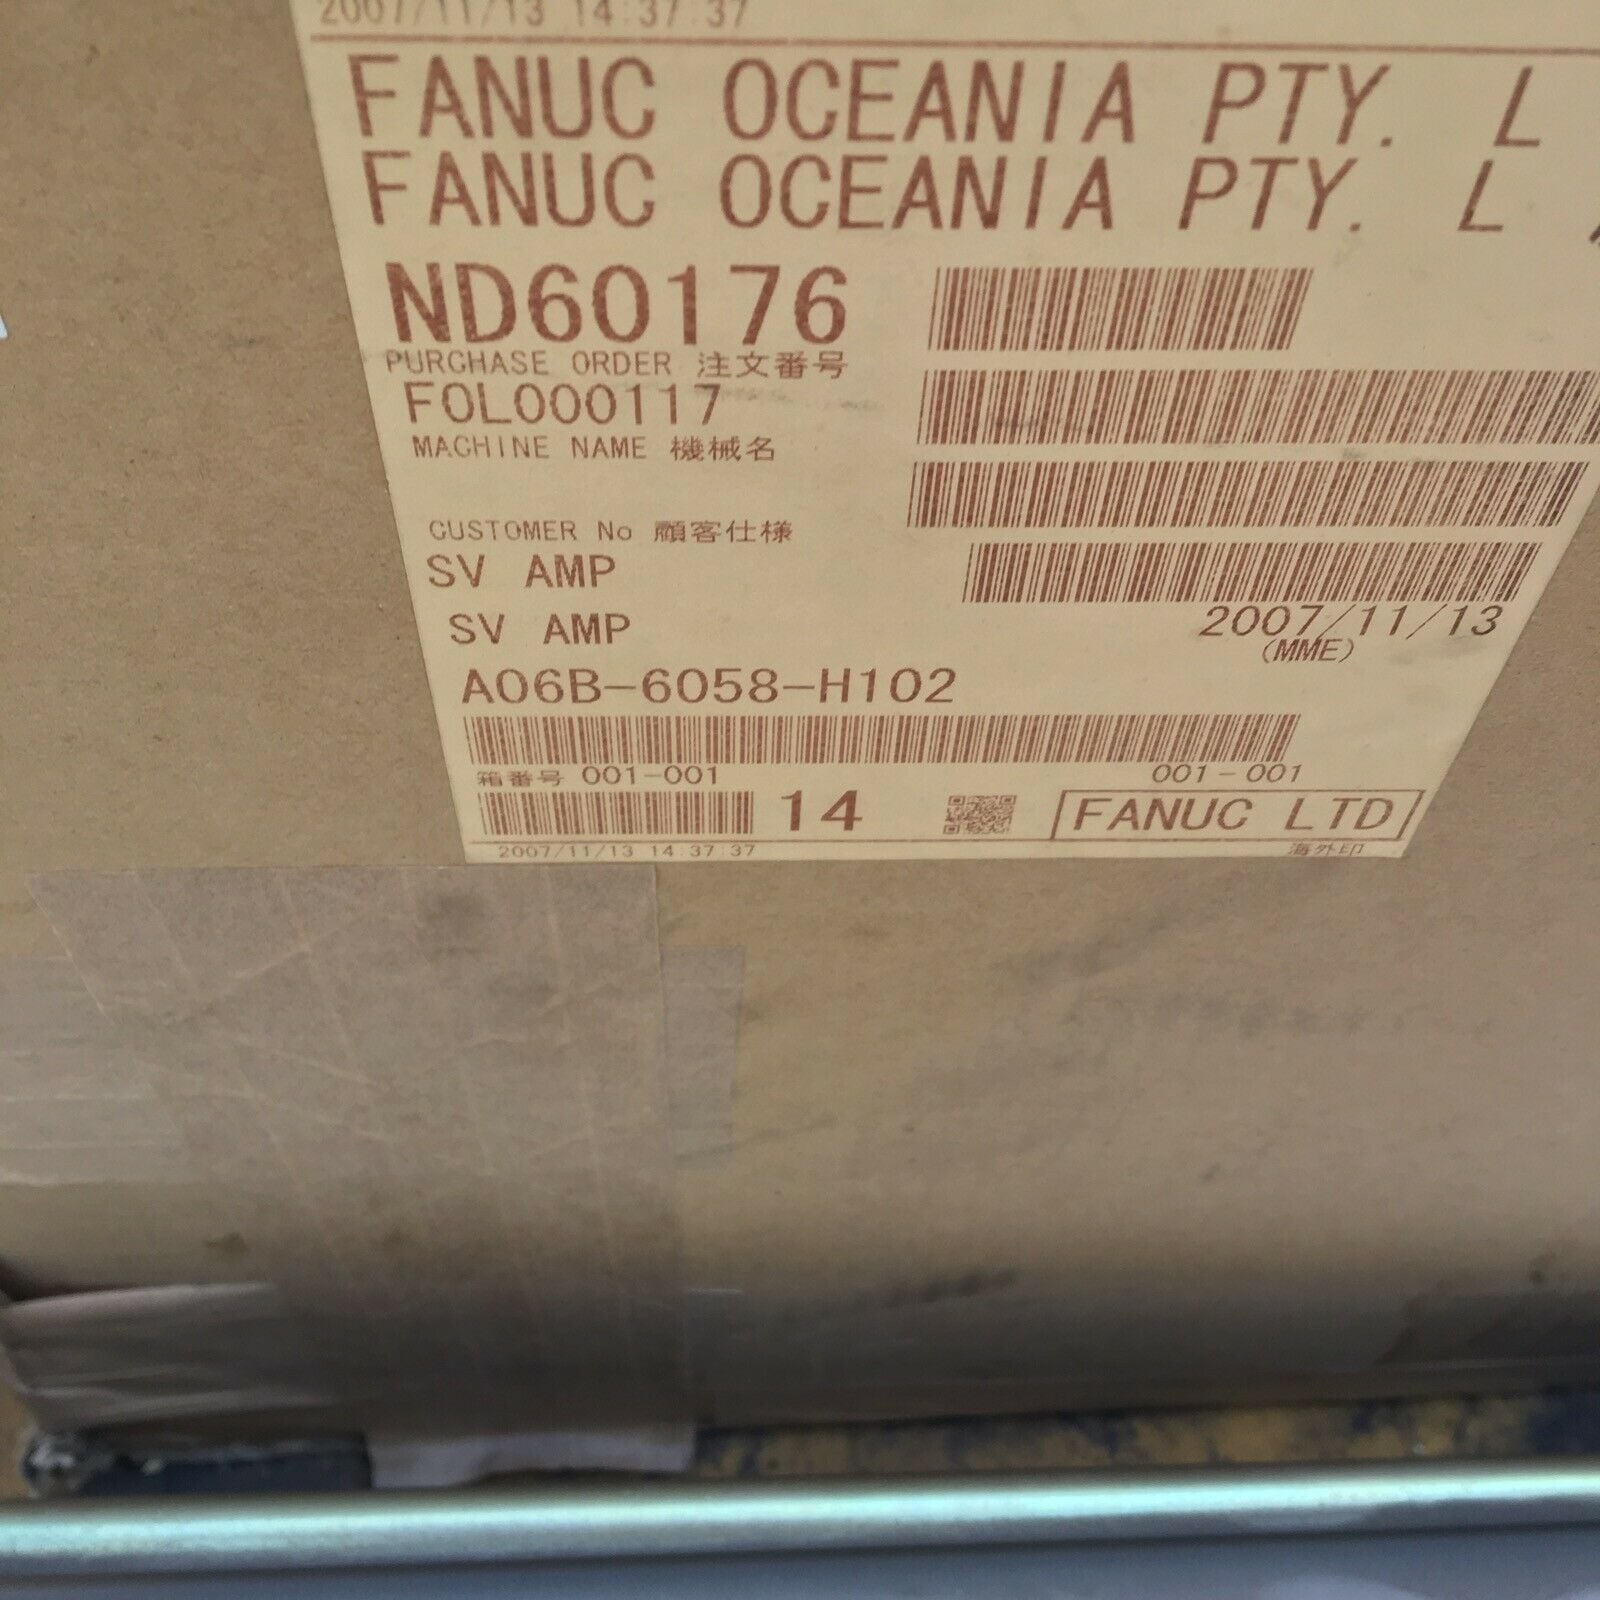 2007/11/13 14:37:37
FANUC OCEANIA PTY. L
FANUC OCEANIA PTY. L
ND60176
PURCHASE ORDER 注文番号
F0L000117
MACHINE NAME 機械名
CUSTOMER No 顧客仕様
SV AMP
SV AMP
2007/11/13
(MME)
A06B-6058-H102
箱番号 001-001
001-001
14
FANUC LTD
2007/11/13 14:37:37
海外印